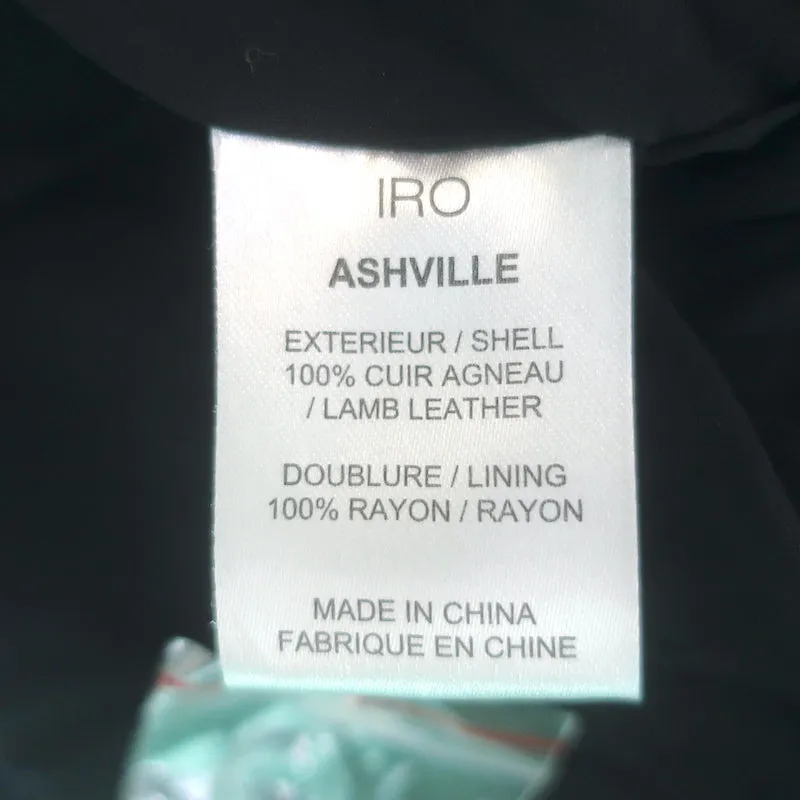 IRO
ASHVILLE
EXTERIEUR / SHELL
100% CUIR AGNEAU
/ LAMB LEATHER
DOUBLURE / LINING
100% RAYON / RAYON
MADE IN CHINA
FABRIQUE EN CHINE